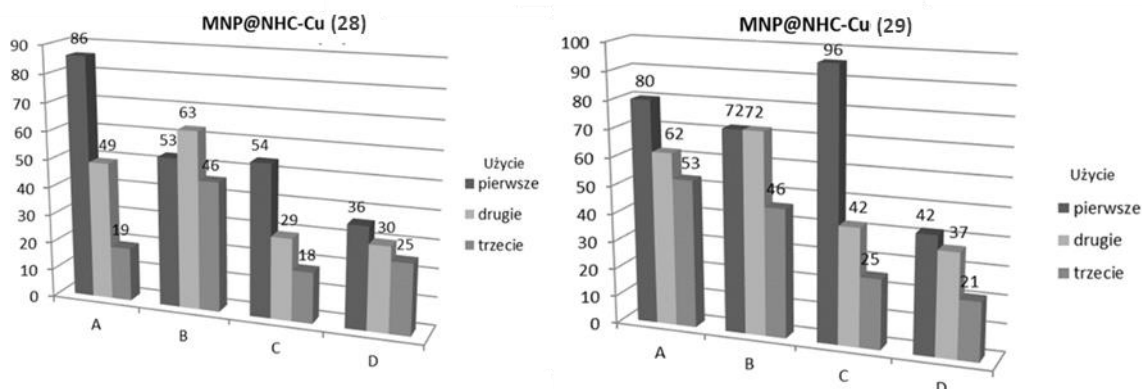 MNP@NHC-Cu (28)
90
80
70
60
50
40
30
20
10
0
86
49
19
53
63
46
54
29
18
36
30
25
A
B
C
D
Użycie
pierwsze
drugie
trzecie
MNP@NHC-Cu (29)
100
90
80
70
60
50
40
30
20
10
0
80
62
53
72
72
46
96
42
25
42
37
21
A
B
C
D
Użycie
pierwsze
drugie
trzecie